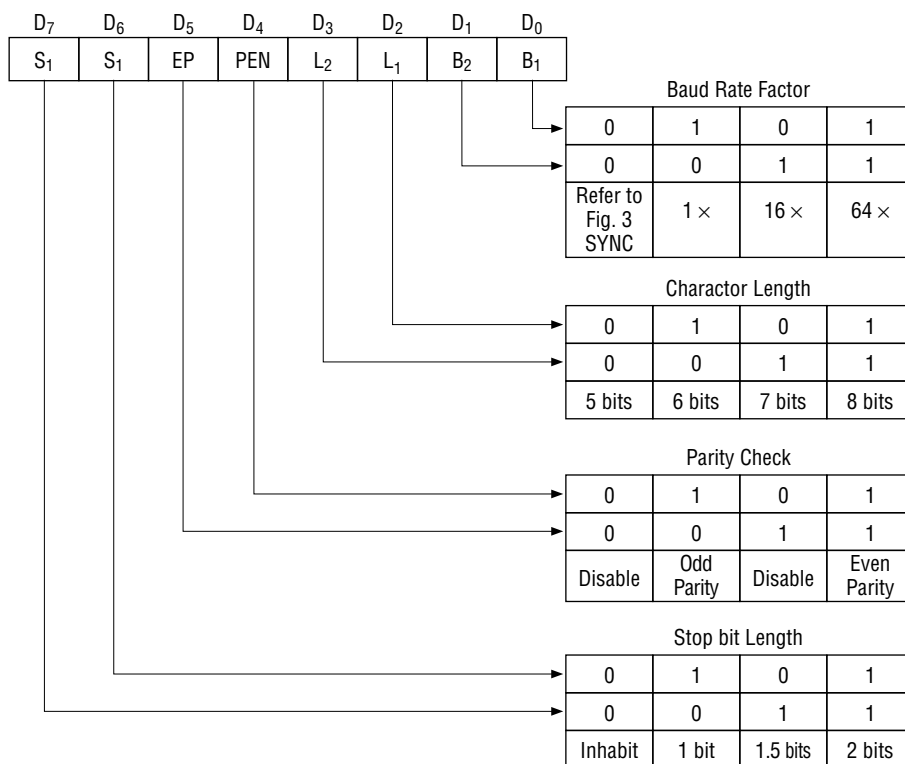 D7 D6 D5 D4 D3 D2 D1 D0
S1 S1 EP PEN L2 L1 B2 B1
Baud Rate Factor
0 1 0 1
0 0 1 1
Refer to Fig. 3 SYNC 1 × 16 × 64 ×
Charactor Length
0 1 0 1
0 0 1 1
5 bits 6 bits 7 bits 8 bits
Parity Check
0 1 0 1
0 0 1 1
Disable Odd Parity Disable Even Parity
Stop bit Length
0 1 0 1
0 0 1 1
Inhabit 1 bit 1.5 bits 2 bits